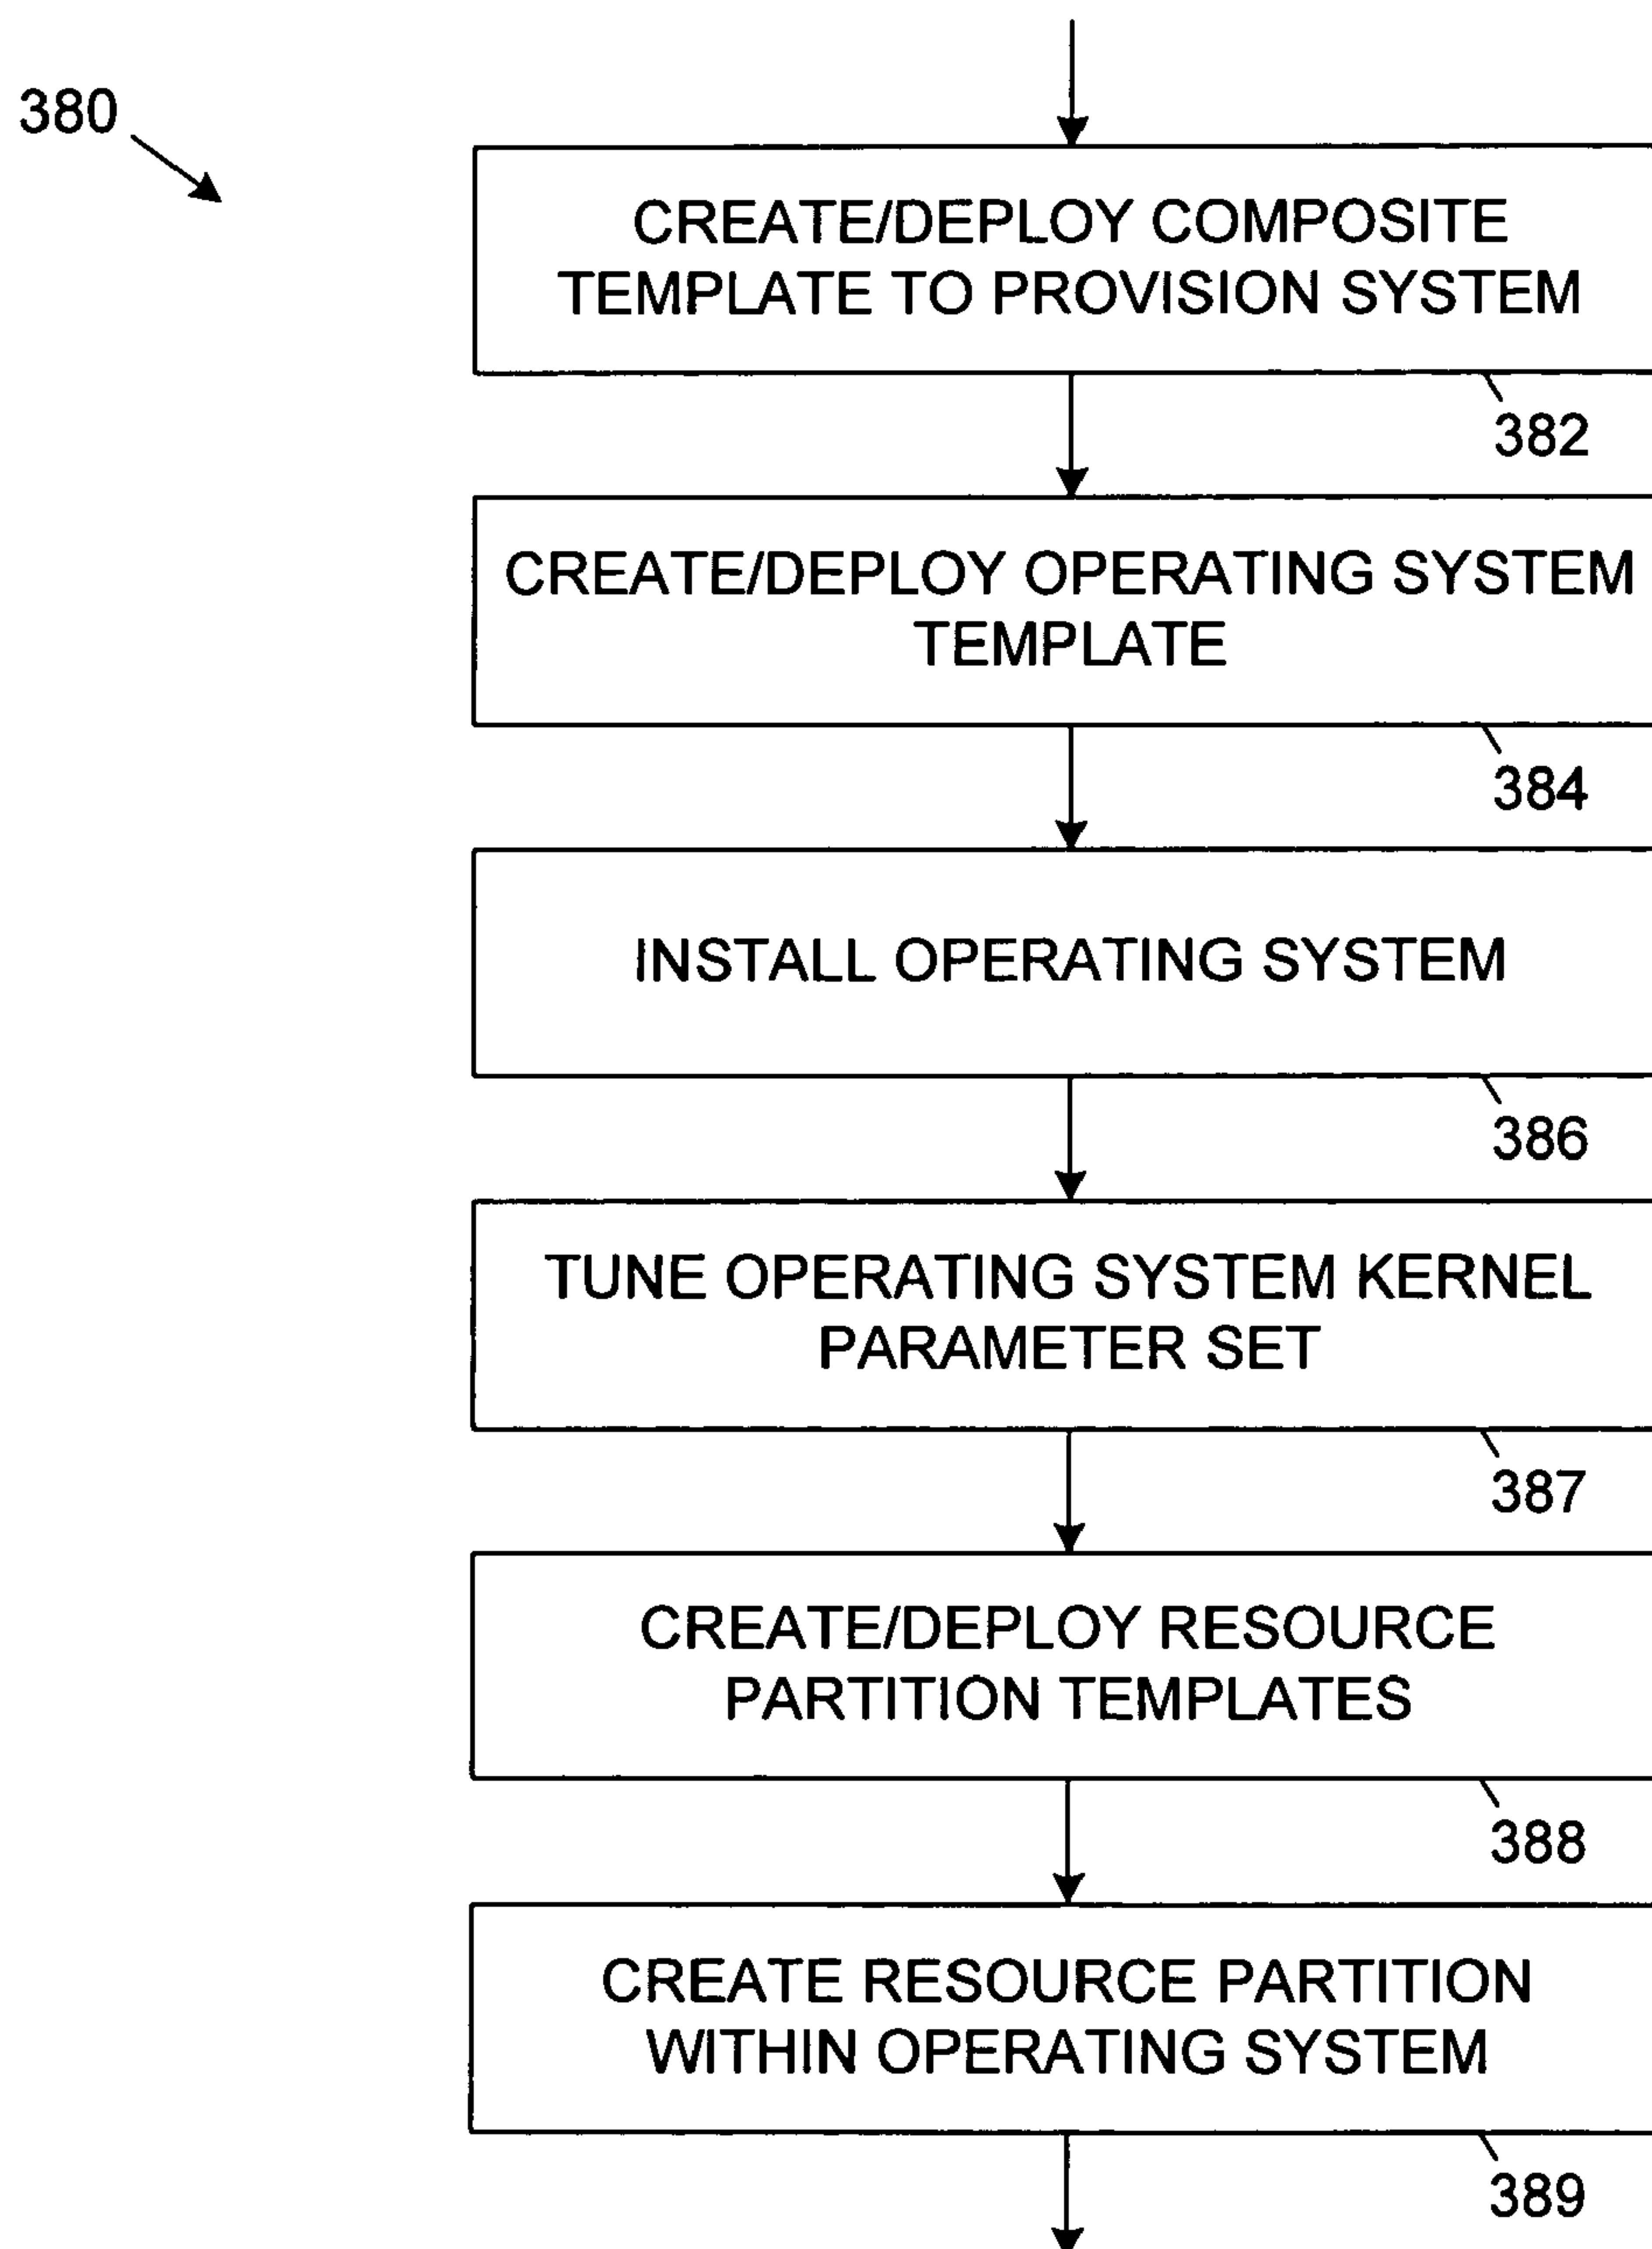 380
CREATE/DEPLOY COMPOSITE
TEMPLATE TO PROVISION SYSTEM
382
CREATE/DEPLOY OPERATING SYSTEM
TEMPLATE
384
INSTALL OPERATING SYSTEM
386
TUNE OPERATING SYSTEM KERNEL
PARAMETER SET
387
CREATE/DEPLOY RESOURCE
PARTITION TEMPLATES
388
CREATE RESOURCE PARTITION
WITHIN OPERATING SYSTEM
389